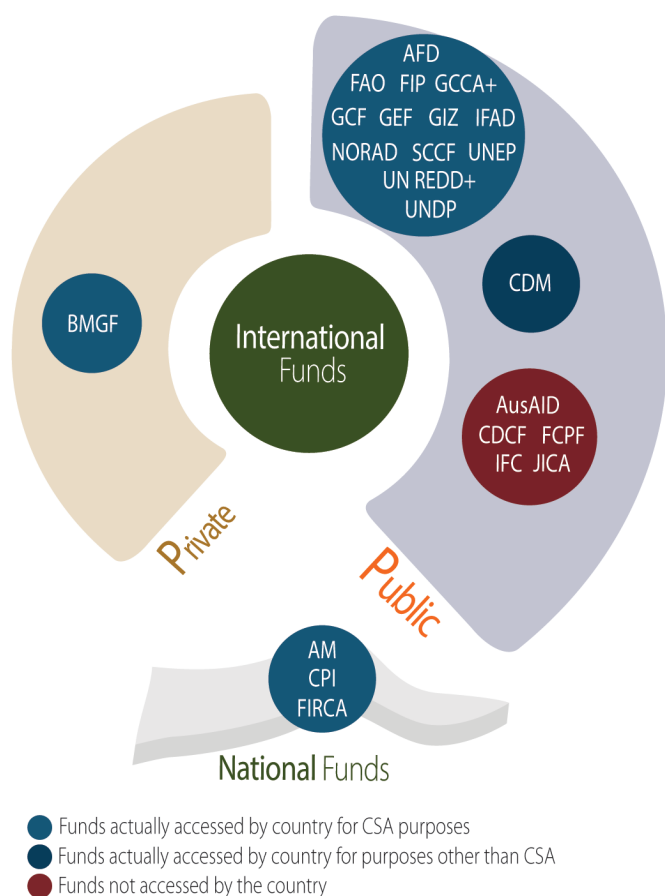 AFD
FAO FIP GCCA+
GCF GEF GIZ IFAD
NORAD SCCF UNEP
UN REDD+
UNDP
CDM
BMGF
International
Funds
AusAID
CDCF FCPF
IFC JICA
Private
Public
AM
CPI
FIRCA
National Funds
Funds actually accessed by country for CSA purposes
Funds actually accessed by country for purposes other than CSA
Funds not accessed by the country